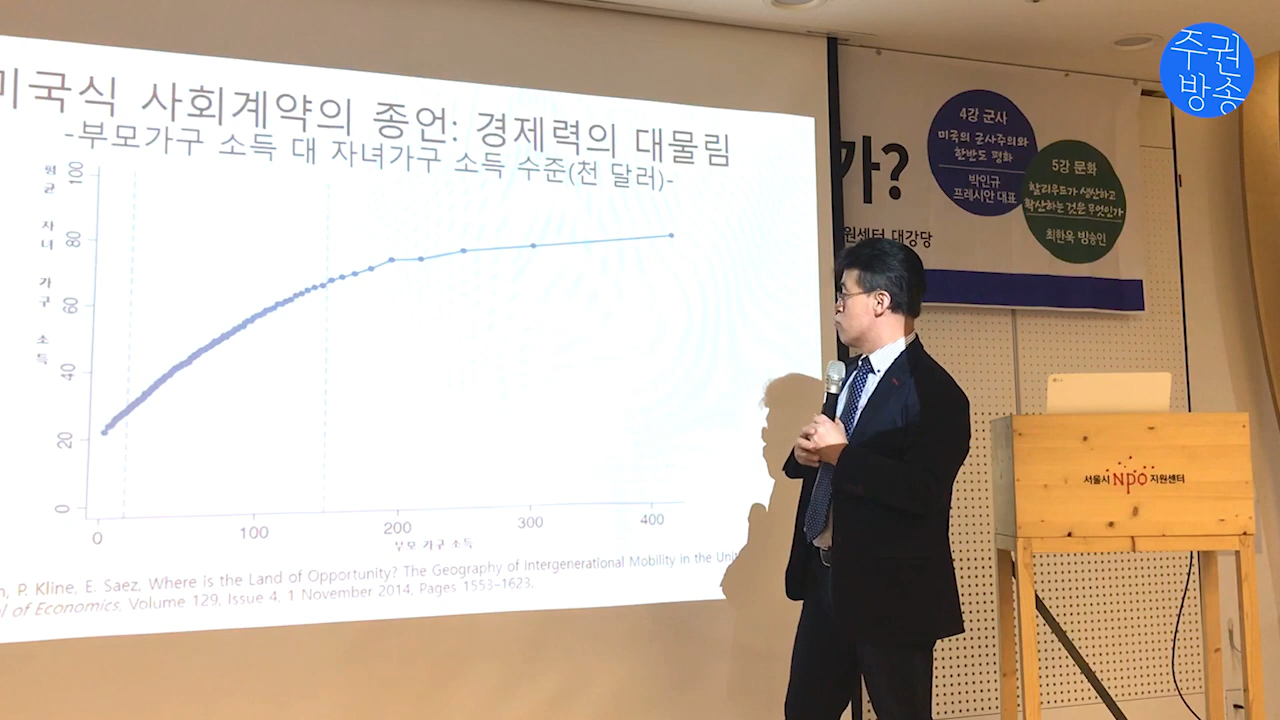 미국식 사회계약의 종언: 경제력의 대물림
-부모가구 소득 대 자녀가구 소득 수준(천 달러)-
평균 자녀 가구 소득
100
80
60
40
20
0
0 100 200 300 400
부모 가구 소득
P. Kline, E. Saez, Where is the Land of Opportunity? The Geography of Intergenerational Mobility in the
of Economics, Volume 129, Issue 4, 1 November 2014, Pages 1553–1623.
가?
4강 군사
미국의 군사주의와
한반도 평화
박인규
프레시안 대표
5강 문화
할리우드가 생산하고
확산하는 것은 무엇인가
최한욱 방송인
원센터 대강당
주권
방송
서울시 npo 지원센터